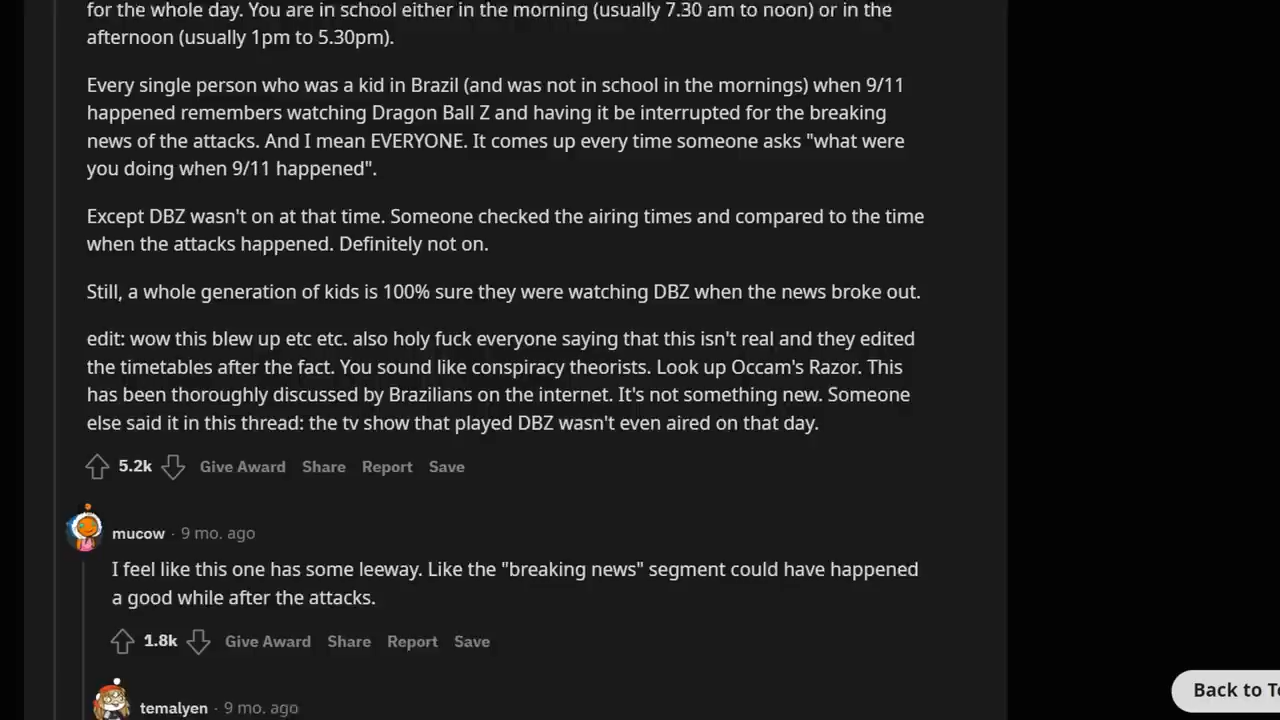 for the whole day. You are in school either in the morning (usually 7.30 am to noon) or in the
afternoon (usually 1pm to 5.30pm).
Every single person who was a kid in Brazil (and was not in school in the mornings) when 9/11
happened remembers watching Dragon Ball Z and having it be interrupted for the breaking
news of the attacks. And I mean EVERYONE. It comes up every time someone asks "what were
you doing when 9/11 happened".
Except DBZ wasn't on at that time. Someone checked the airing times and compared to the time
when the attacks happened. Definitely not on.
Still, a whole generation of kids is 100% sure they were watching DBZ when the news broke out.
edit: wow this blew up etc etc. also holy fuck everyone saying that this isn't real and they edited
the timetables after the fact. You sound like conspiracy theorists. Look up Occam's Razor. This
has been thoroughly discussed by Brazilians on the internet. It's not something new. Someone
else said it in this thread: the tv show that played DBZ wasn't even aired on that day.
5.2k Give Award Share Report Save
mucow · 9 mo. ago
I feel like this one has some leeway. Like the "breaking news" segment could have happened
a good while after the attacks.
1.8k Give Award Share Report Save
temalyen · 9 mo. ago
Back to